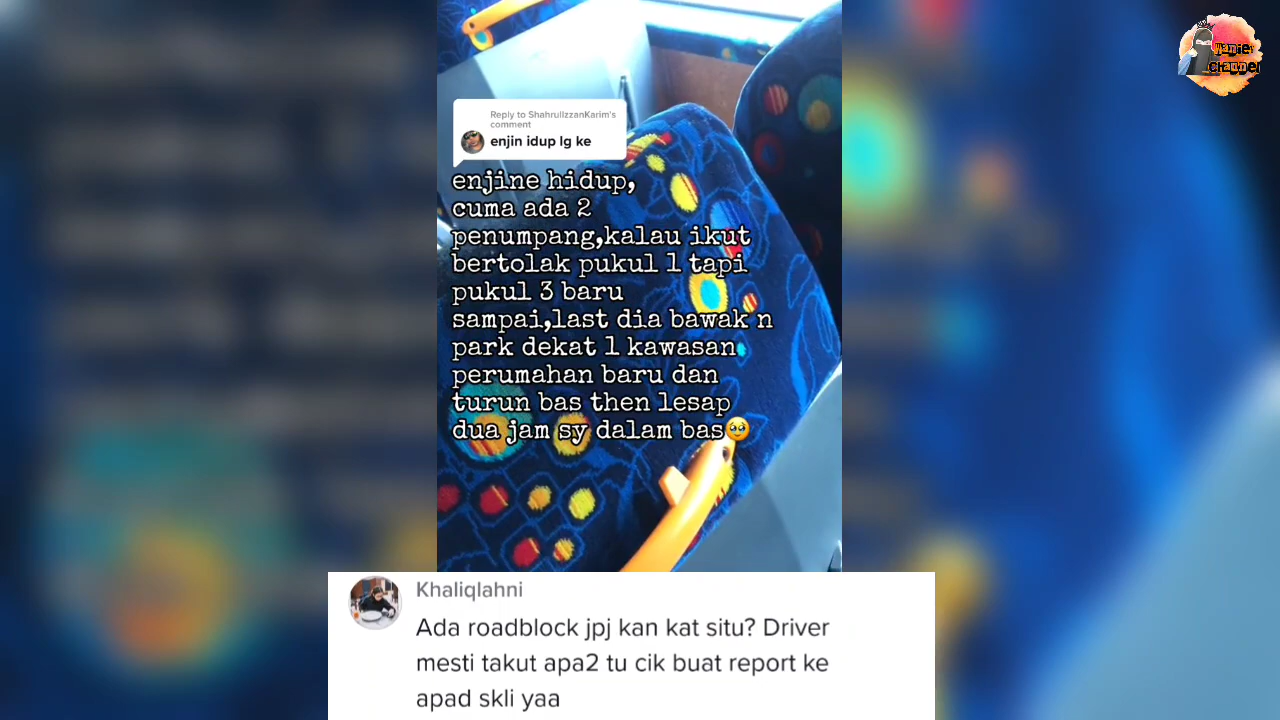 Tanjer
channel
Reply to ShahrulIzzanKarim's
comment
enjin idup lg ke
enjine hidup,
cuma ada 2
penumpang,kalau ikut
bertolak pukul 1 tapi
pukul 3 baru
sampai,last dia bawak n
park dekat 1 kawasan
perumahan baru dan
turun bas then lesap
dua jam sy dalam bas🥹
Khaliqlahni
Ada roadblock jpj kan kat situ? Driver
mesti takut apa2 tu cik buat report ke
apad skli yaa